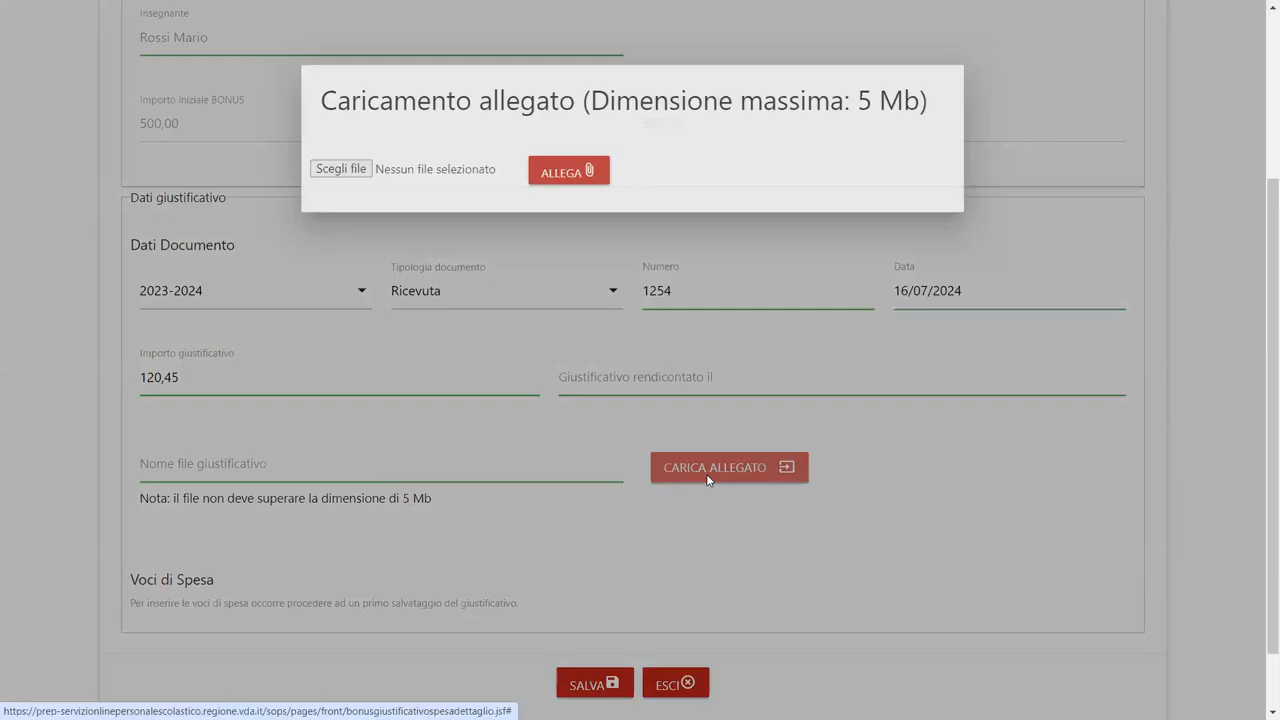 Insegnante
Rossi Mario
Importo iniziale BONUS
500,00
Caricamento allegato (Dimensione massima: 5 Mb)
Scegli file Nessun file selezionato
ALLEGA
Dati giustificativo
Dati Documento
2023-2024
Tipologia documento
Ricevuta
Numero
1254
Data
16/07/2024
Importo giustificativo
120,45
Giustificativo rendicontato il
Nome file giustificativo
CARICA ALLEGATO
Nota: il file non deve superare la dimensione di 5 Mb
Voci di Spesa
Per inserire le voci di spesa occorre procedere ad un primo salvataggio del giustificativo.
SALVA
ESCI
https://prep-servizionlinepersonalescolastico.regione.vda.it/sops/pages/front/bonusgiustificativospesadettaglio.jsf#